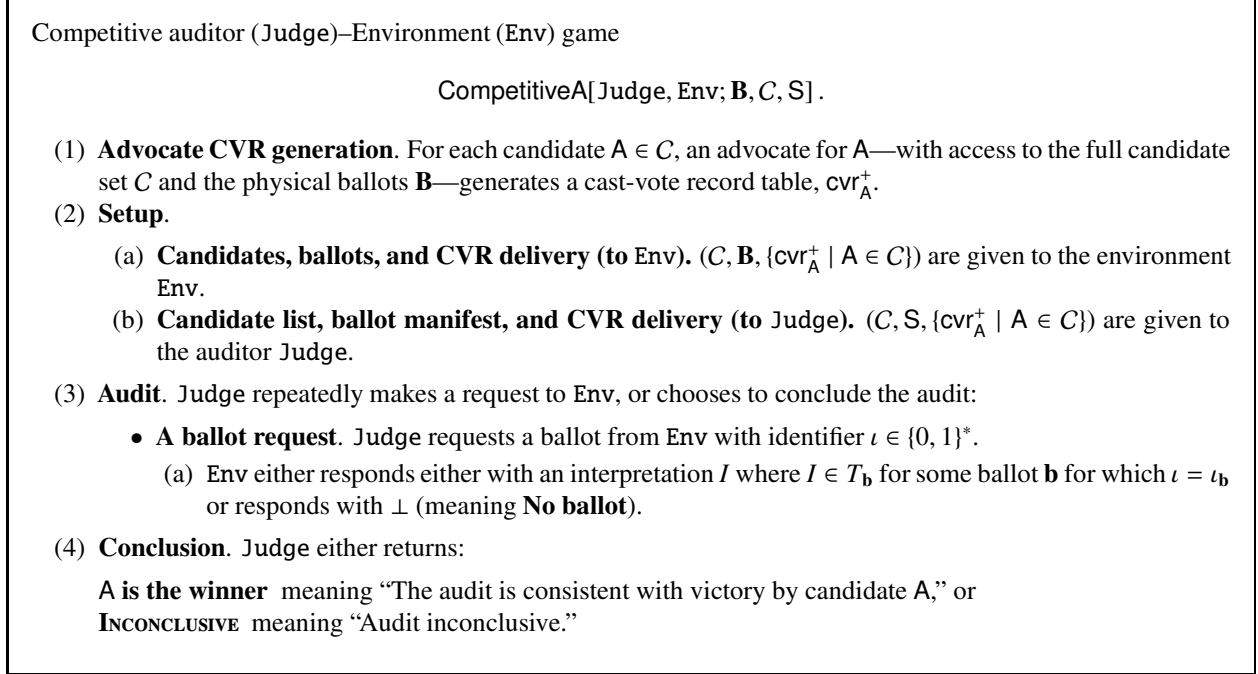 Competitive auditor (Judge)–Environment (Env) game
CompetitiveA[Judge, Env; B, C, S] .
(1) Advocate CVR generation. For each candidate A ∈ C, an advocate for A—with access to the full candidate
set C and the physical ballots B—generates a cast-vote record table, cvr⁺_A.
(2) Setup.
(a) Candidates, ballots, and CVR delivery (to Env). (C, B, {cvr⁺_A | A ∈ C}) are given to the environment
Env.
(b) Candidate list, ballot manifest, and CVR delivery (to Judge). (C, S, {cvr⁺_A | A ∈ C}) are given to
the auditor Judge.
(3) Audit. Judge repeatedly makes a request to Env, or chooses to conclude the audit:
• A ballot request. Judge requests a ballot from Env with identifier ι ∈ {0, 1}*.
(a) Env either responds either with an interpretation I where I ∈ T_b for some ballot b for which ι = ι_b
or responds with ⊥ (meaning No ballot).
(4) Conclusion. Judge either returns:
A is the winner meaning “The audit is consistent with victory by candidate A,” or
Inconclusive meaning “Audit inconclusive.”